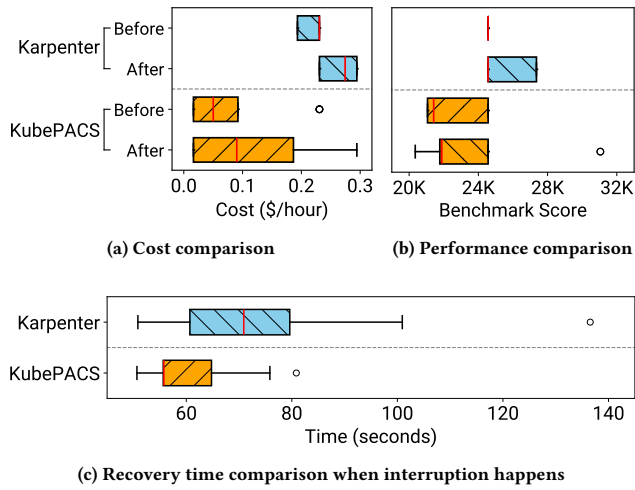 Karpenter
Before
After
KubePACS
Before
After
0.0 0.1 0.2 0.3
Cost ($/hour)
(a) Cost comparison
20K 24K 28K 32K
Benchmark Score
(b) Performance comparison
Karpenter
KubePACS
60 80 100 120 140
Time (seconds)
(c) Recovery time comparison when interruption happens